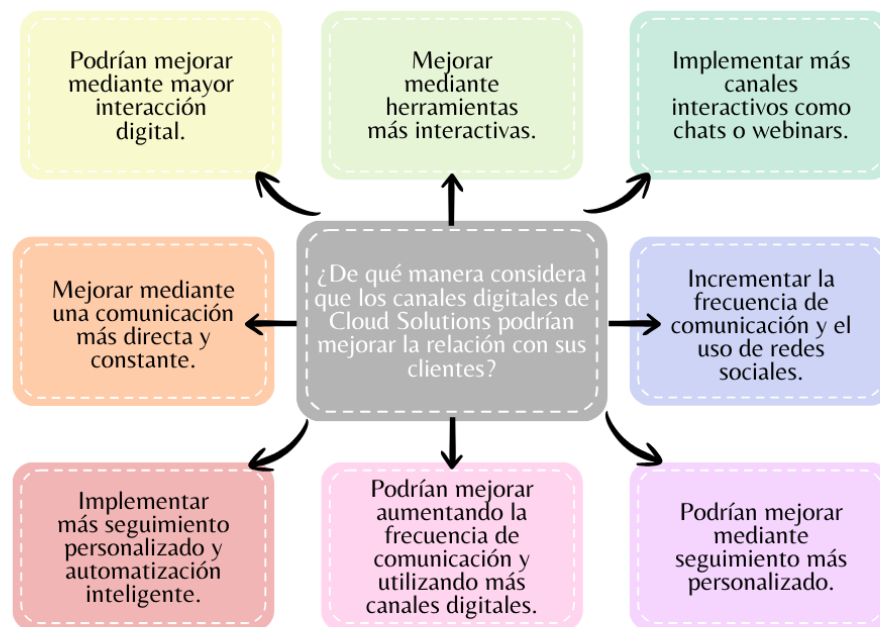 Podrían mejorar
mediante mayor
interacción
digital.
Mejorar
mediante
herramientas
más interactivas.
Implementar más
canales
interactivos como
chats o webinars.
Mejorar mediante
una comunicación
más directa y
constante.
¿De qué manera considera
que los canales digitales de
Cloud Solutions podrían
mejorar la relación con sus
clientes?
Incrementar la
frecuencia de
comunicación y el
uso de redes
sociales.
Implementar
más seguimiento
personalizado y
automatización
inteligente.
Podrían mejorar
aumentando la
frecuencia de
comunicación y
utilizando más
canales digitales.
Podrían mejorar
mediante
seguimiento más
personalizado.